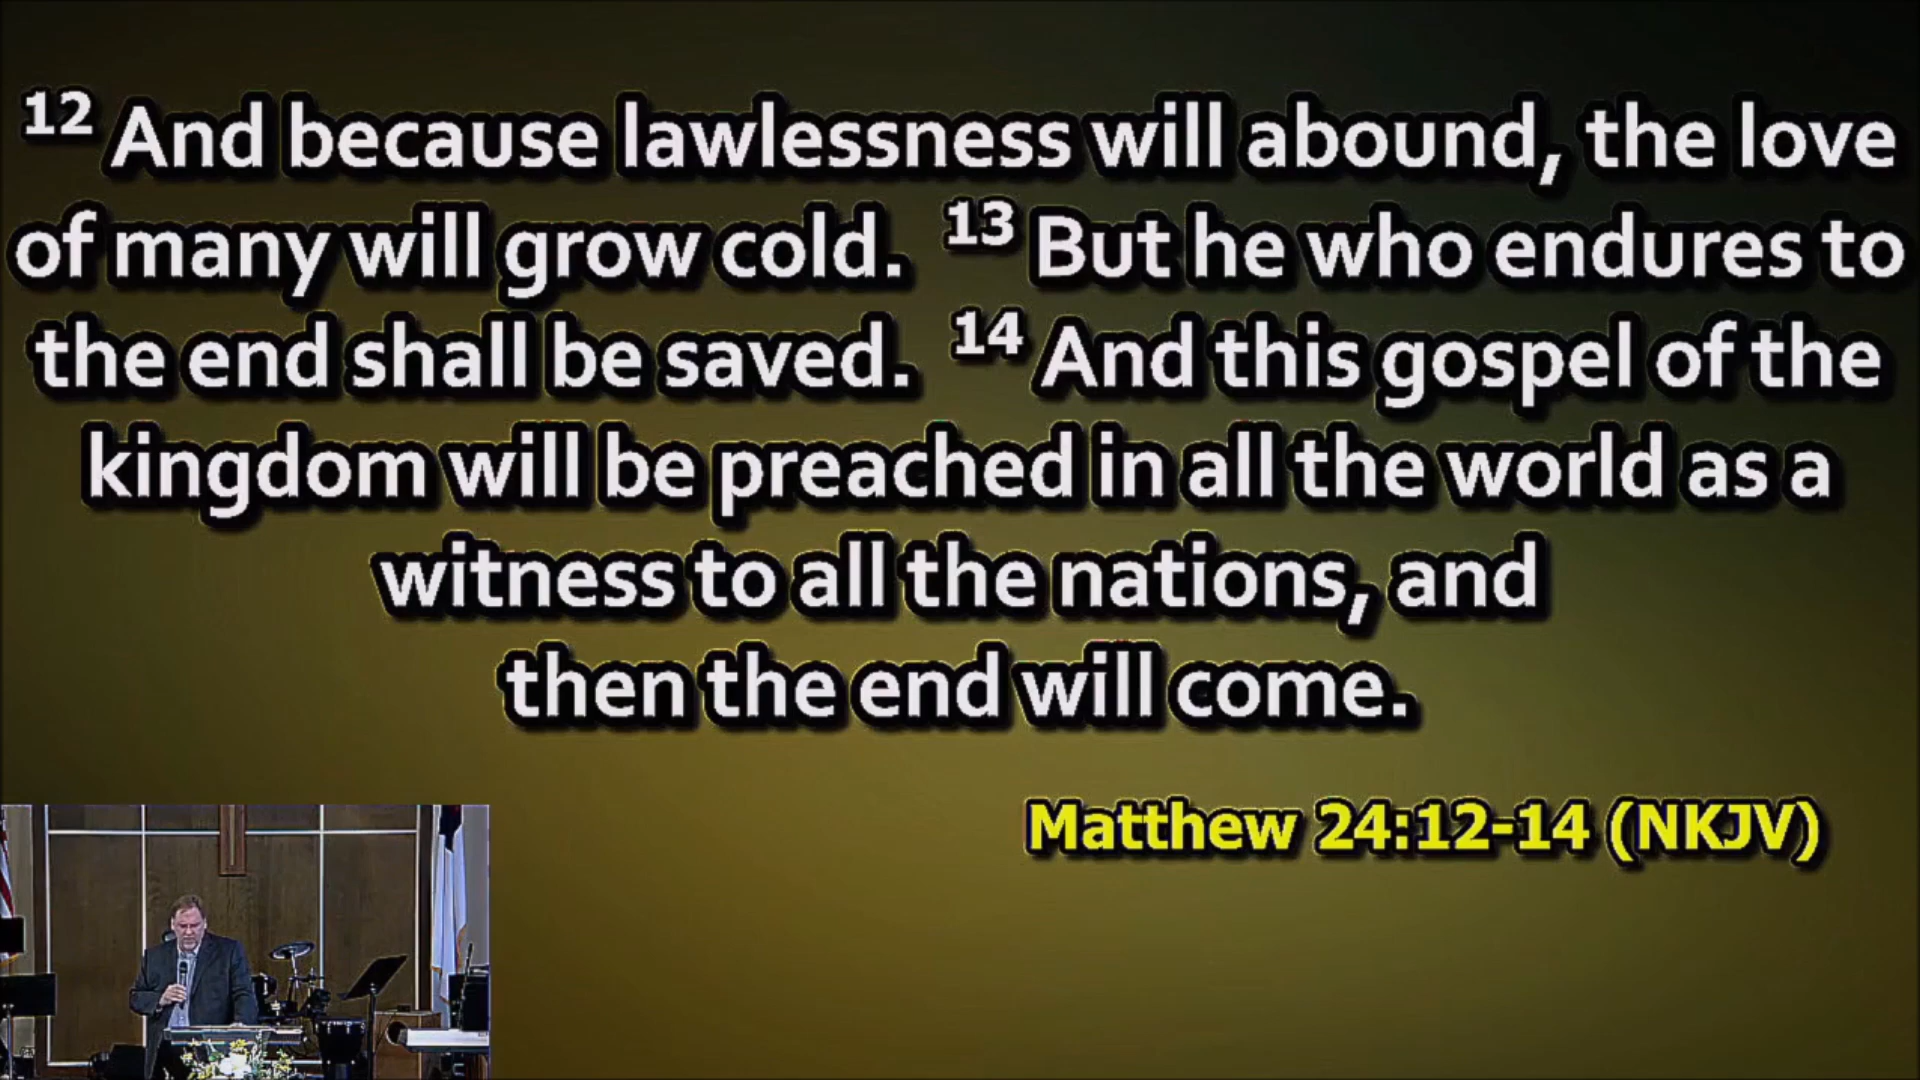 12 And because lawlessness will abound, the love
of many will grow cold. 13 But he who endures to
the end shall be saved. 14 And this gospel of the
kingdom will be preached in all the world as a
witness to all the nations, and
then the end will come.
Matthew 24:12-14 (NKJV)